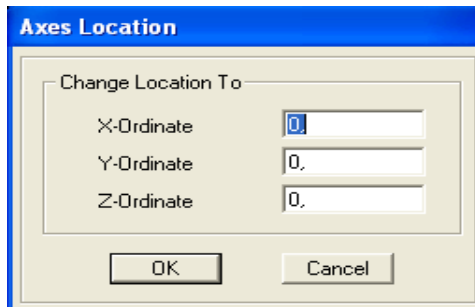 Axes Location
Change Location To
X-Ordinate 0,
Y-Ordinate 0,
Z-Ordinate 0,
OK Cancel